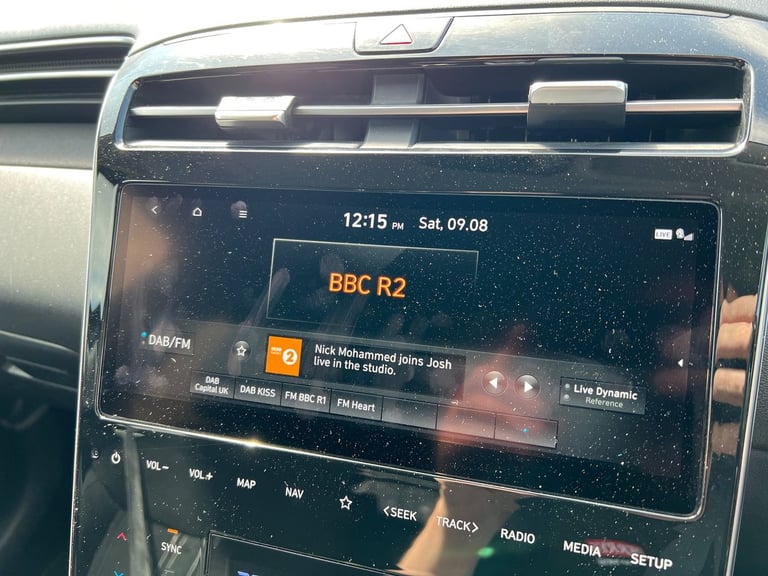 12:15 PM Sat, 09.08
LIVE
BBC R2
DAB/FM
2
Nick Mohammed joins Josh
live in the studio.
DAB
Capital UK
DAB KISS
FM BBC R1
FM Heart
Live Dynamic
Reference
VOL-
VOL+
MAP
NAV
<SEEK
TRACK>
RADIO
MEDIA
SETUP
SYNC